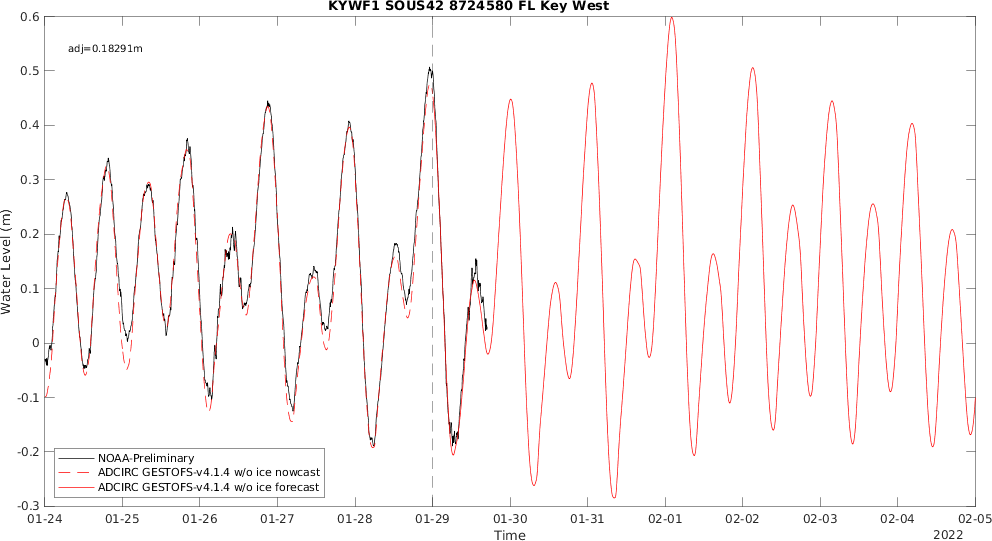 KYWF1 SOUS42 8724580 FL Key West
adj=0.18291m
Water Level (m)
0.6
0.5
0.4
0.3
0.2
0.1
0
-0.1
-0.2
-0.3
NOAA-Preliminary
ADCIRC GESTOFS-v4.1.4 w/o ice nowcast
ADCIRC GESTOFS-v4.1.4 w/o ice forecast
01-24 01-25 01-26 01-27 01-28 01-29 01-30 01-31 02-01 02-02 02-03 02-04 02-05
Time
2022